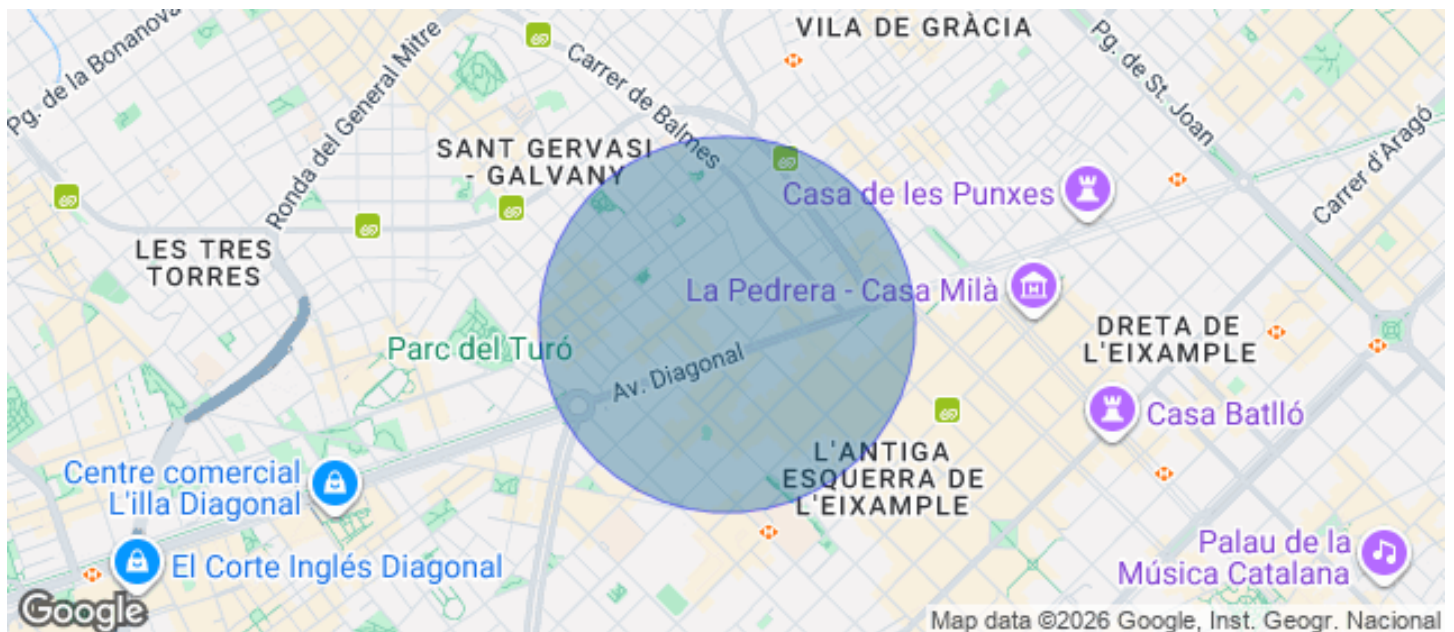 VILA DE GRÀCIA
Pg. de la Bonanova
Ronda del General Mitre
Carrer de Balmes
Pg. de St. Joan
Carrer d'Aragó
SANT GERVASI
- GALVANY
Casa de les Punxes
LES TRES
TORRES
La Pedrera - Casa Milà
DRETA DE
L'EIXAMPLE
Parc del Turó
Av. Diagonal
Casa Batlló
L'ANTIGA
ESQUERRA DE
L'EIXAMPLE
Centre comercial
L'illa Diagonal
El Corte Inglés Diagonal
Palau de la
Música Catalana
Google
Map data ©2026 Google, Inst. Geogr. Nacional